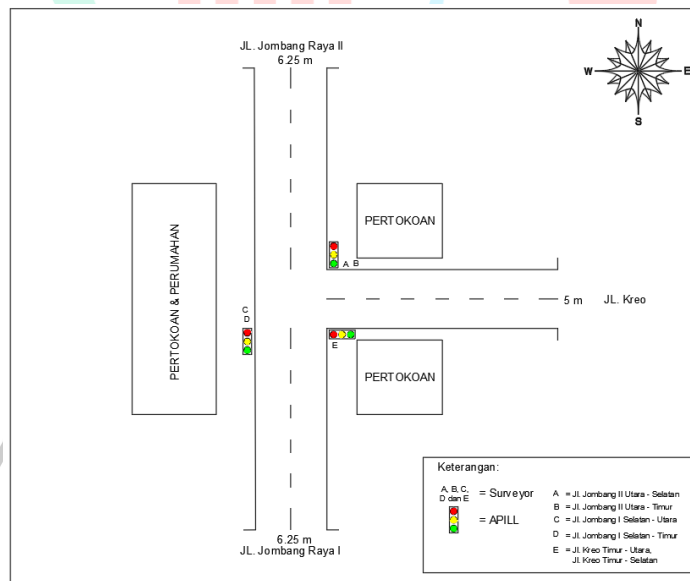 JL. Jombang Raya II
6.25 m
N
W
E
S
PERTOKOAN & PERUMAHAN
PERTOKOAN
A B
C
D
5 m
JL. Kreo
E
PERTOKOAN
6.25 m
JL. Jombang Raya I
Keterangan:
A, B, C,
D dan E
= Surveyor
= APILL
A = Jl. Jombang II Utara - Selatan
B = Jl. Jombang II Utara - Timur
C = Jl. Jombang I Selatan - Utara
D = Jl. Jombang I Selatan - Timur
E = Jl. Kreo Timur - Utara,
Jl. Kreo Timur - Selatan